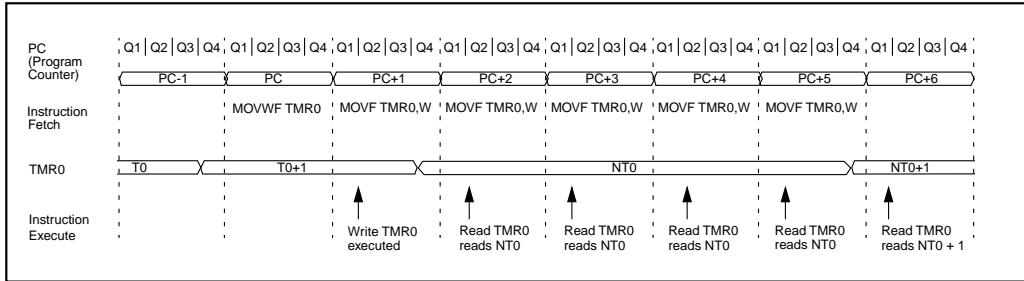 PC
(Program
Counter)
Q1 Q2 Q3 Q4 Q1 Q2 Q3 Q4 Q1 Q2 Q3 Q4 Q1 Q2 Q3 Q4 Q1 Q2 Q3 Q4 Q1 Q2 Q3 Q4 Q1 Q2 Q3 Q4 Q1 Q2 Q3 Q4
PC-1 PC PC+1 PC+2 PC+3 PC+4 PC+5 PC+6
Instruction
Fetch
MOVWF TMR0 MOVF TMR0,W MOVF TMR0,W MOVF TMR0,W MOVF TMR0,W MOVF TMR0,W
TMR0
T0 T0+1 NT0 NT0+1
Instruction
Execute
Write TMR0
executed
Read TMR0
reads NT0
Read TMR0
reads NT0
Read TMR0
reads NT0
Read TMR0
reads NT0
Read TMR0
reads NT0 + 1